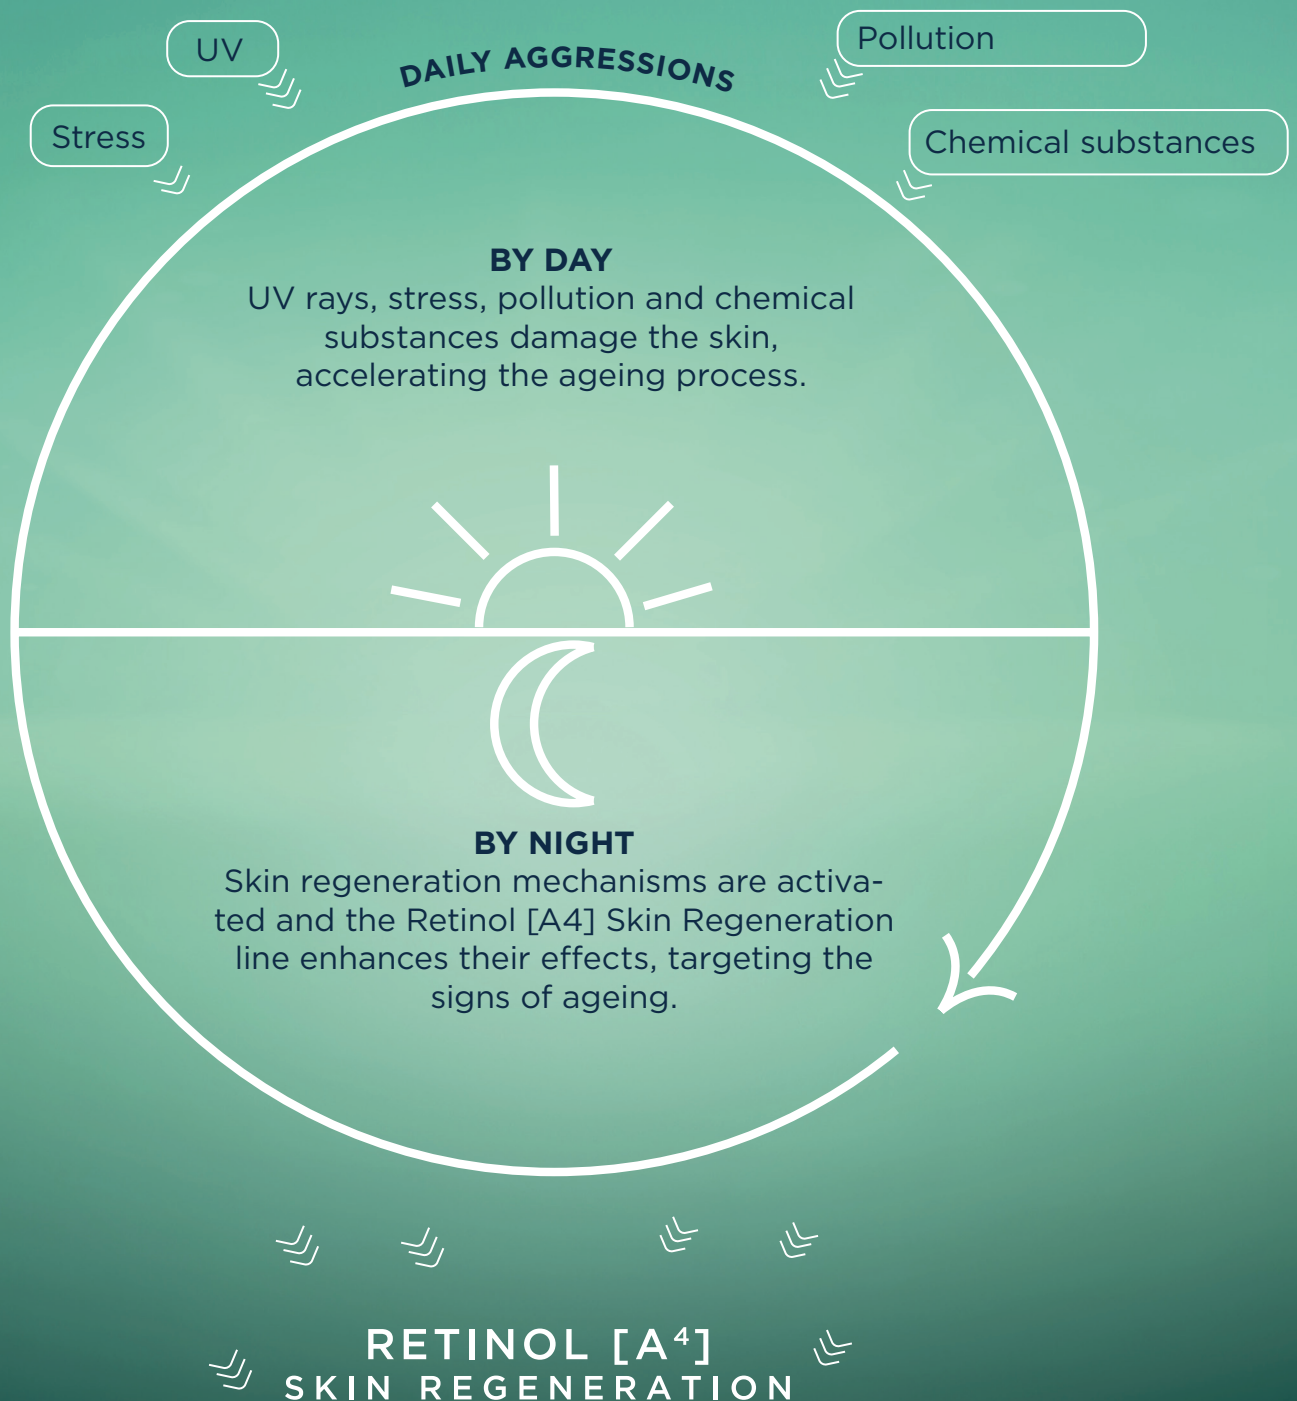 UV
DAILY AGGRESSIONS
Pollution
Stress
Chemical substances
BY DAY
UV rays, stress, pollution and chemical
substances damage the skin,
accelerating the ageing process.
BY NIGHT
Skin regeneration mechanisms are activa-
ted and the Retinol [A4] Skin Regeneration
line enhances their effects, targeting the
signs of ageing.
RETINOL [A⁴]
SKIN REGENERATION